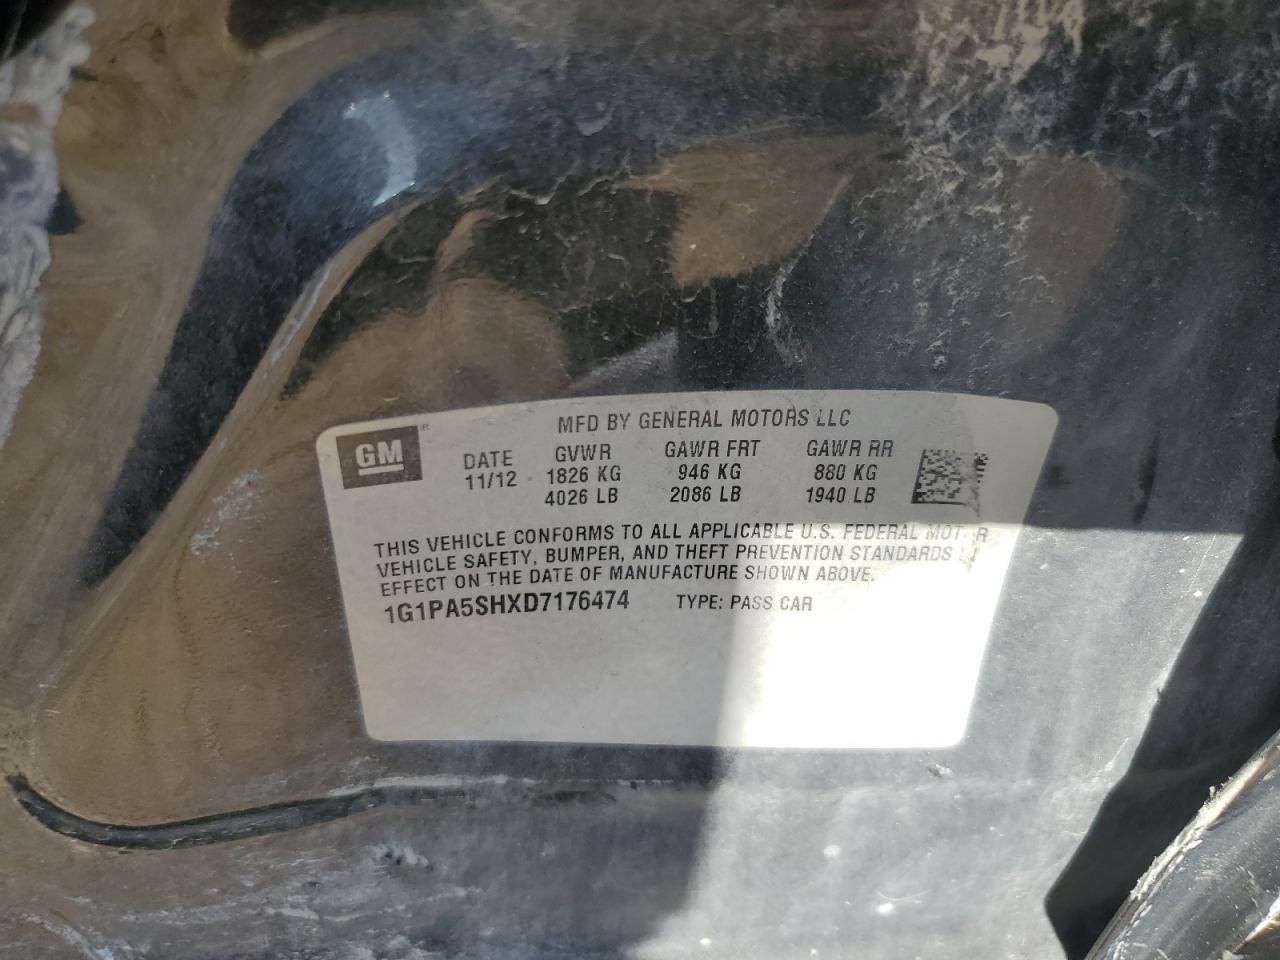 MFD BY GENERAL MOTORS LLC
GM
DATE GVWR GAWR FRT GAWR RR
11/12 1826 KG 946 KG 880 KG
4026 LB 2086 LB 1940 LB
THIS VEHICLE CONFORMS TO ALL APPLICABLE U.S. FEDERAL
VEHICLE SAFETY, BUMPER, AND THEFT PREVENTION STANDARDS
EFFECT ON THE DATE OF MANUFACTURE SHOWN ABOVE.
1G1PA5SHXD7176474 TYPE: PASS CAR